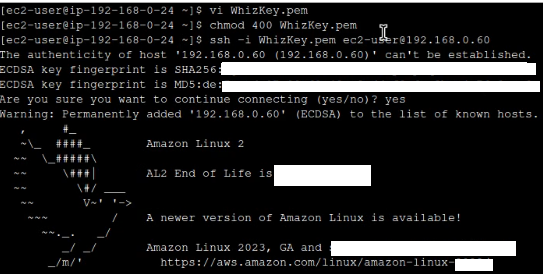 [ec2-user@ip-192-168-0-24 ~]$ vi WhizKey.pem
[ec2-user@ip-192-168-0-24 ~]$ chmod 400 WhizKey.pem
[ec2-user@ip-192-168-0-24 ~]$ ssh -i WhizKey.pem ec2-user@192.168.0.60
The authenticity of host '192.168.0.60 (192.168.0.60)' can't be established.
ECDSA key fingerprint is SHA256:
ECDSA key fingerprint is MD5:de:
Are you sure you want to continue connecting (yes/no)? yes
Warning: Permanently added '192.168.0.60' (ECDSA) to the list of known hosts.
   ,     #_
   ~\_  ####_        Amazon Linux 2
  ~~  \_#####\
  ~~     \###|       AL2 End of Life is
  ~~       \#/ ___
   ~~       V~' '->
    ~~~         /    A newer version of Amazon Linux is available!
      ~~._.   _/
         _/ _/       Amazon Linux 2023, GA and
       _/m/'           https://aws.amazon.com/linux/amazon-linux-